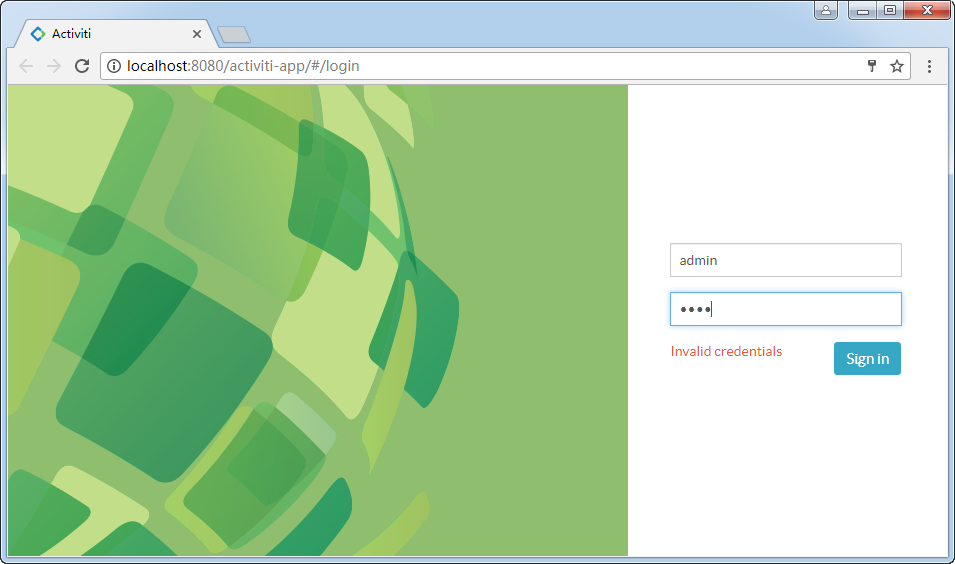 Activiti
localhost:8080/activiti-app/#/login
admin
••••
Invalid credentials
Sign in